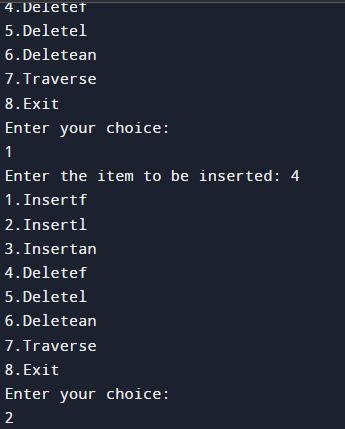 4.Deletef
5.Deletel
6.Deletean
7.Traverse
8.Exit
Enter your choice:
1
Enter the item to be inserted: 4
1.Insertf
2.Insertl
3.Insertan
4.Deletef
5.Deletel
6.Deletean
7.Traverse
8.Exit
Enter your choice:
2